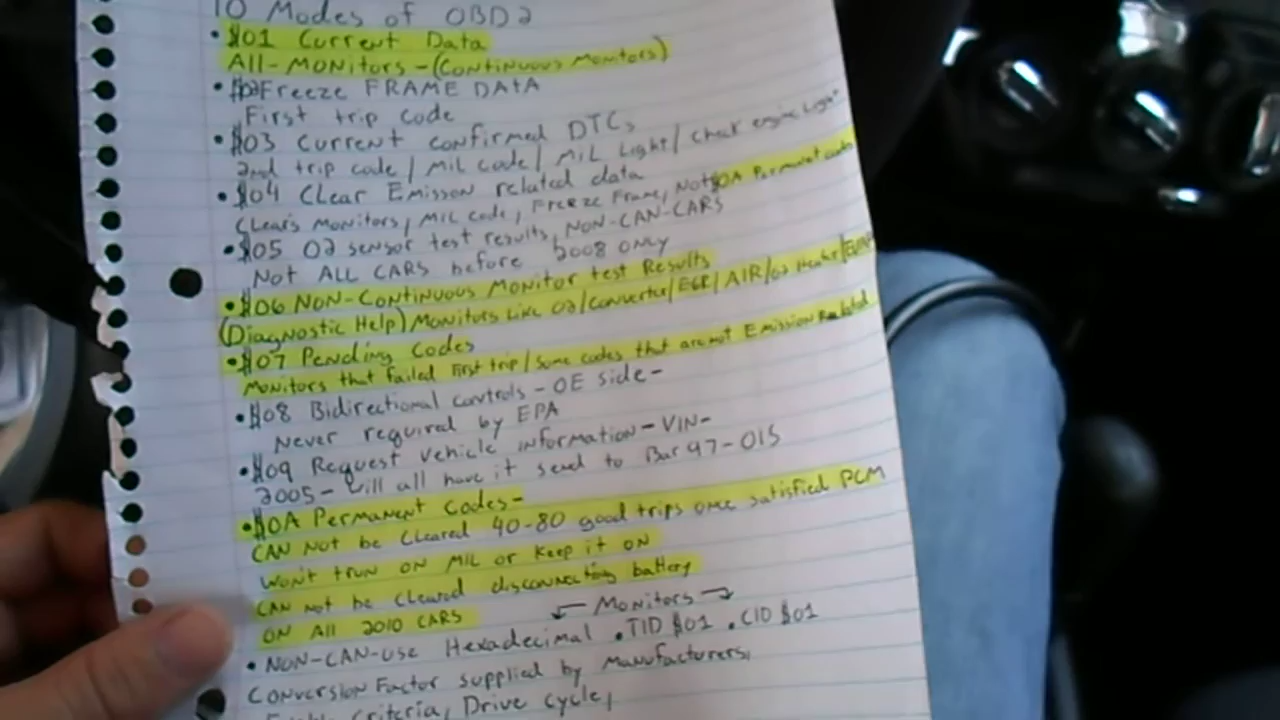 10 Modes of OBD2
• $01 Current Data
All-Monitors-(Continuous Monitors)
• $02 Freeze FRAME DATA
First trip code
• $03 Current confirmed DTCs
2nd trip code / MIL code / MIL Light / Check engine Light
• $04 Clear Emisson related data
Clears Monitors, MIL code, Freeze Frame, Not $0A Permanet
• $05 O2 sensor test results, NON-CAN-CARS
Not ALL CARS before 2008 only
• $06 NON-Continuous Monitor test Results
(Diagnostic Help) Monitors Like O2/Converter/EGR/AIR/O2 Heater/
• $07 Pending Codes
Monitors that failed First trip/Some codes that are not Emission Related
• $08 Bidirectional controls - OE side -
Never required by EPA
• $09 Request Vehicle information - VIN -
2005 - will all have it send to Bar 97 - OIS
• $0A Permanent Codes -
CAN Not be cleared 40-80 good trips once satisfied PCM
Won't trun on MIL or Keep it ON
CAN not be Cleared disconnecting battery
ON All 2010 CARS
Monitors
• NON-CAN-use Hexadecimal . TID $01 . CID $01
Conversion Factor supplied by Manufacturers,
Criteria, Drive cycle,